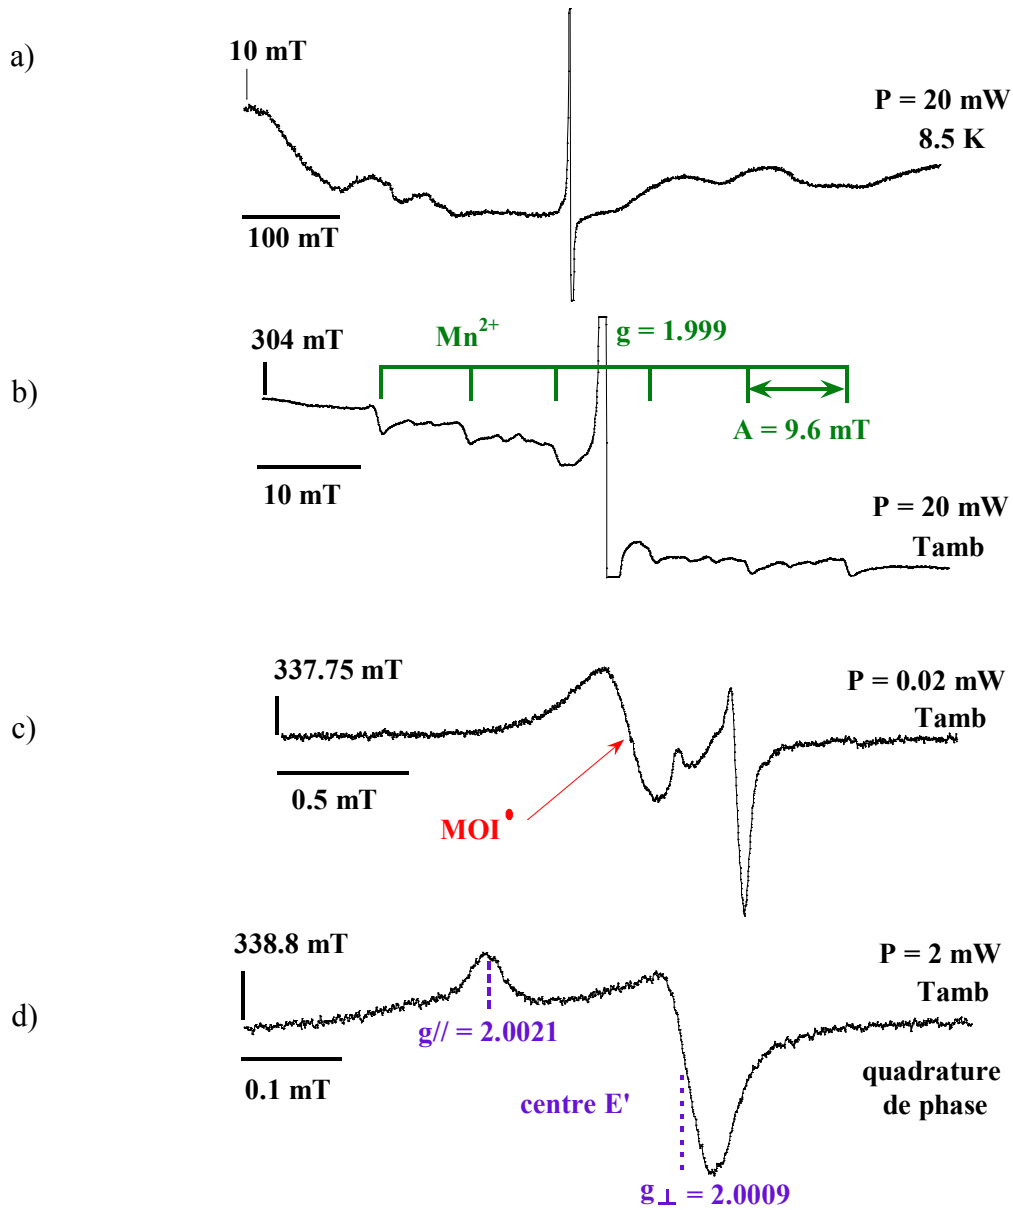 a)
10 mT
P = 20 mW
8.5 K
100 mT
b)
304 mT
Mn2+
g = 1.999
A = 9.6 mT
10 mT
P = 20 mW
Tamb
c)
337.75 mT
P = 0.02 mW
Tamb
0.5 mT
MOI•
d)
338.8 mT
P = 2 mW
Tamb
g// = 2.0021
0.1 mT
centre E'
quadrature
de phase
g⊥ = 2.0009